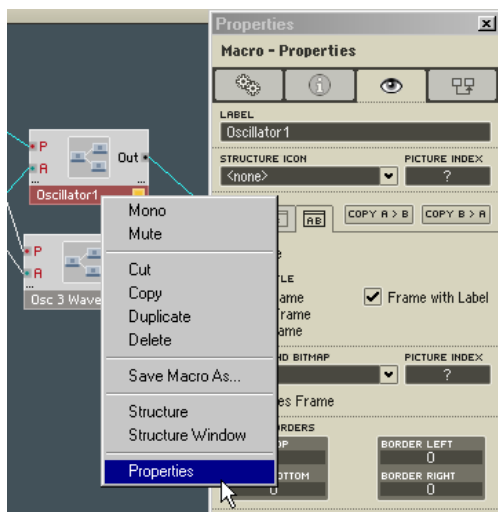 Properties
Macro - Properties
LABEL
Oscillator1
STRUCTURE ICON
PICTURE INDEX
<none>
?
AB
COPY A > B
COPY B > A
Frame with Label
PICTURE INDEX
?
BORDER LEFT
0
BORDER RIGHT
0
0
P
A
...
Out
...
Oscillator1
P
A
...
Osc 3 Wave
Mono
Mute
Cut
Copy
Duplicate
Delete
Save Macro As...
Structure
Structure Window
Properties